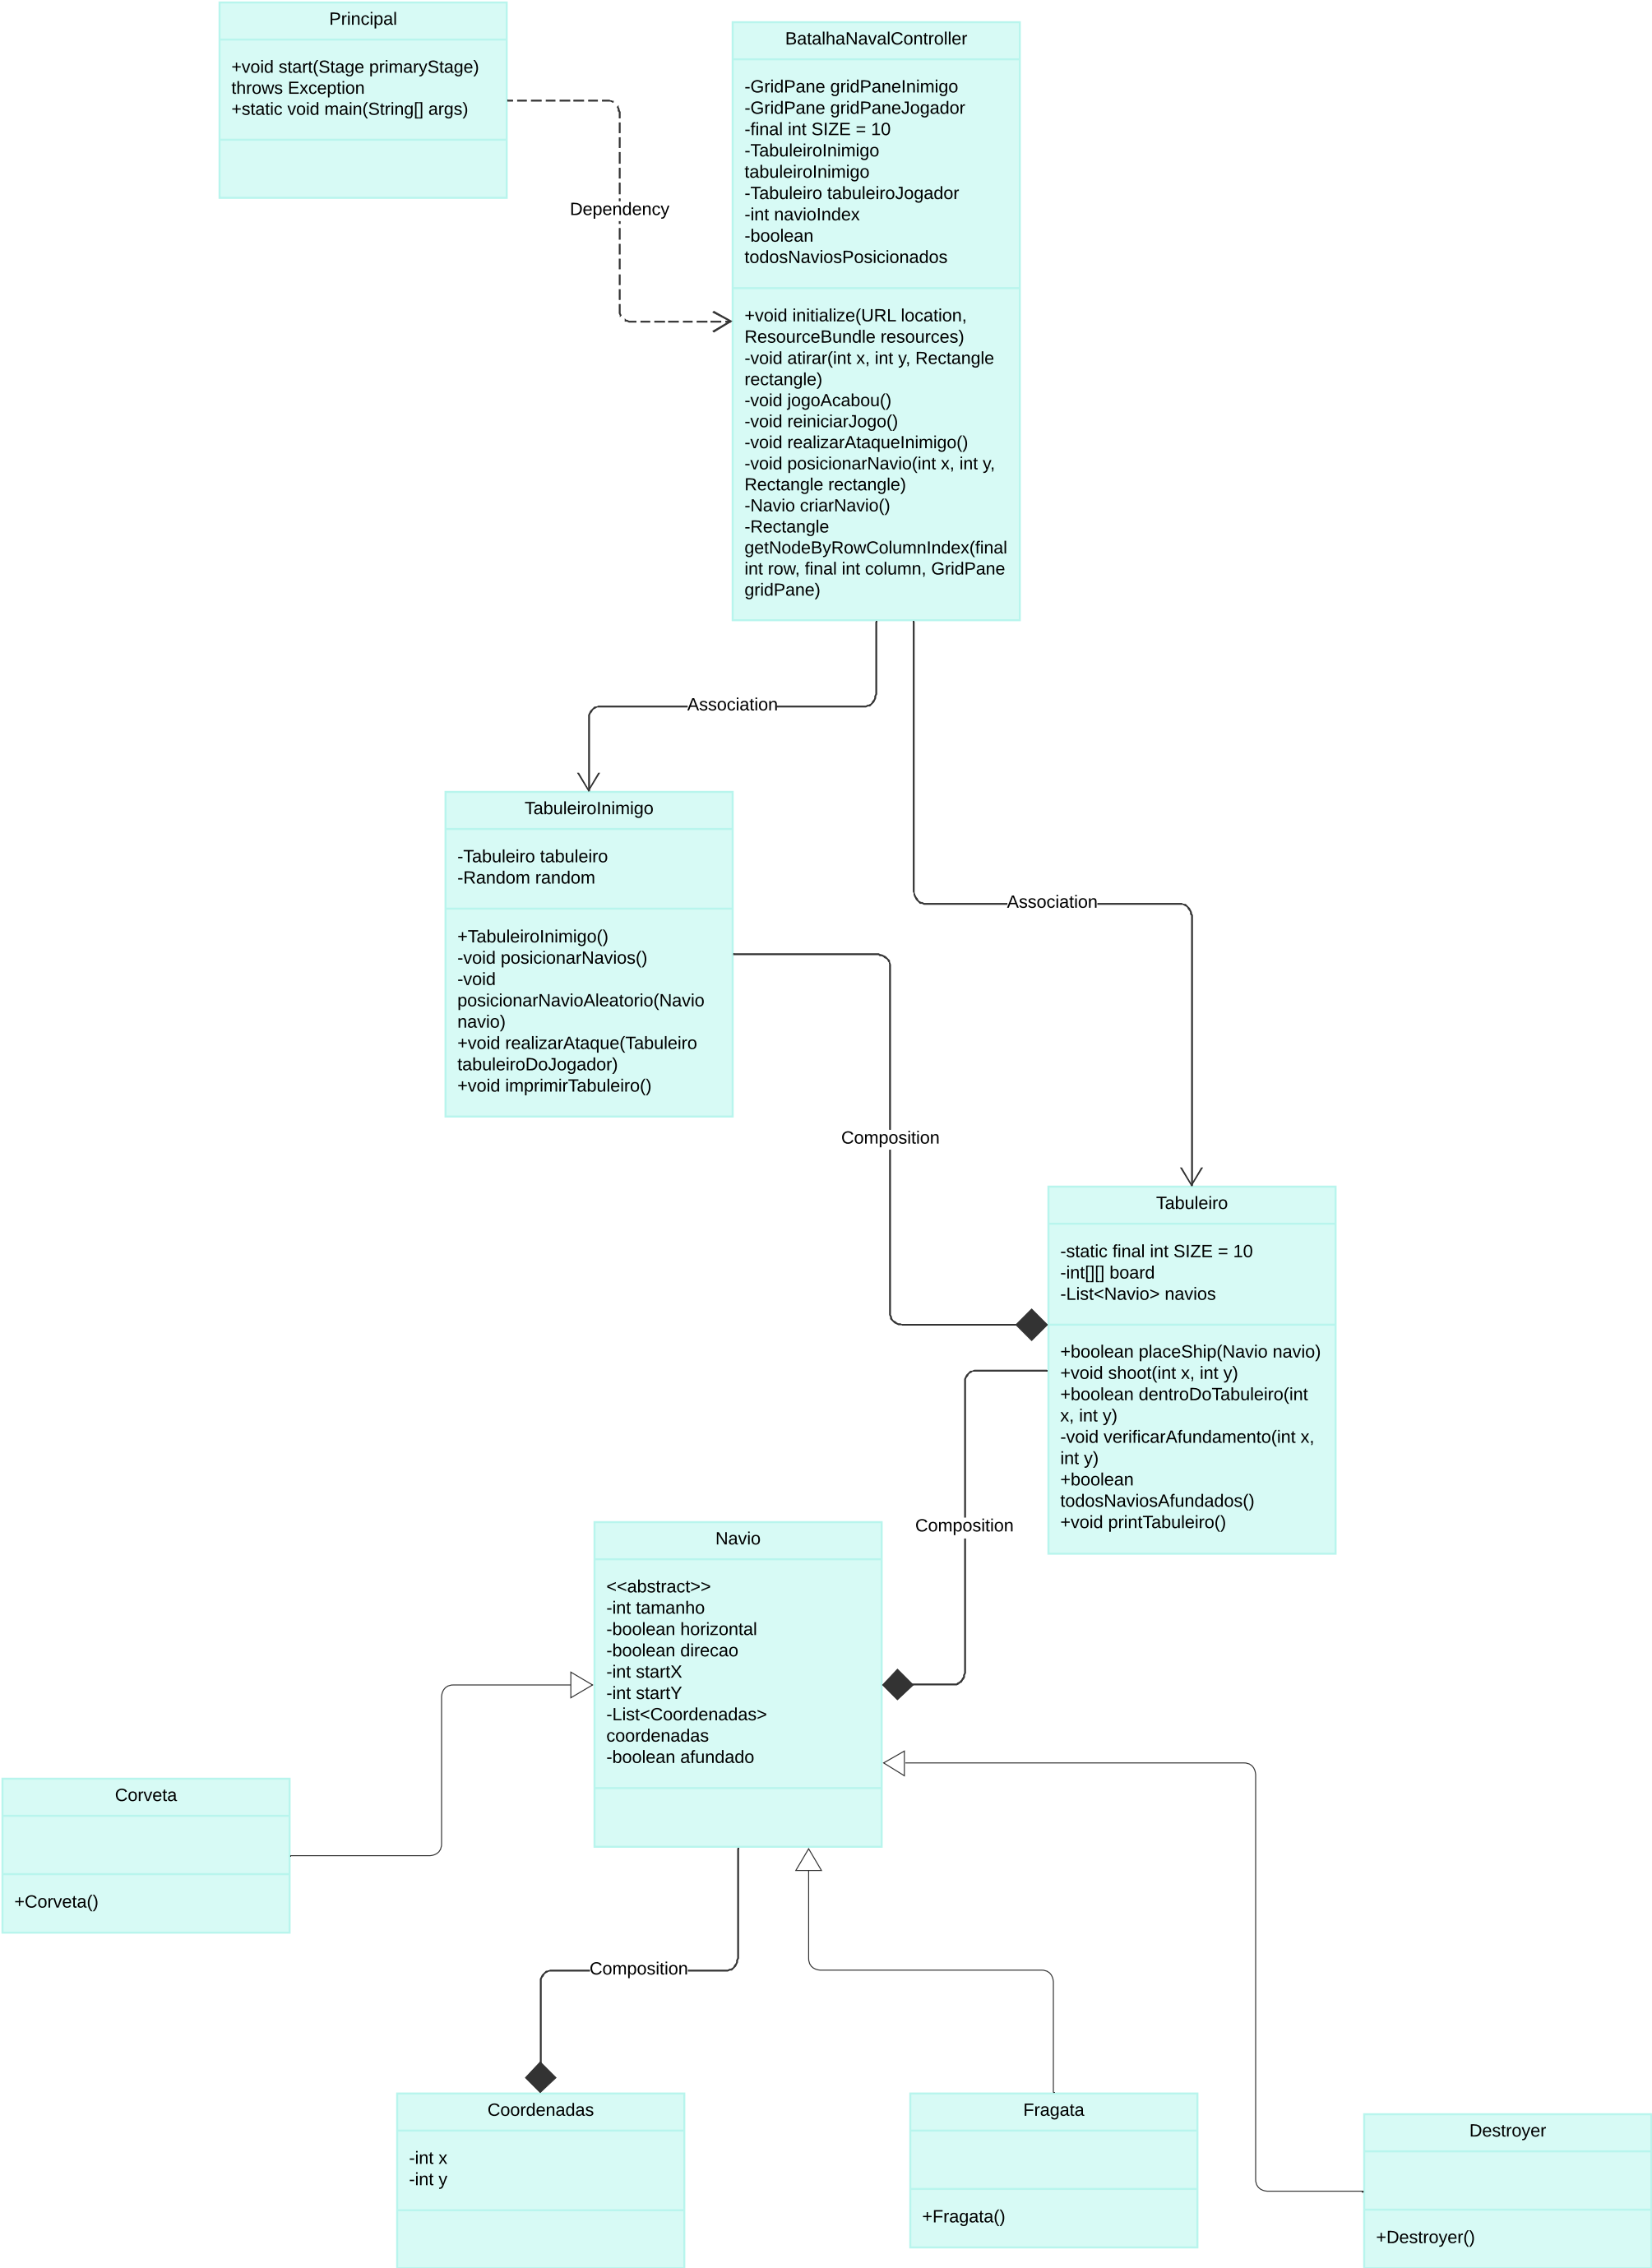 Principal
+void start(Stage primaryStage)
throws Exception
+static void main(String[] args)
Dependency
BatalhaNavalController
-GridPane gridPaneInimigo
-GridPane gridPaneJogador
-final int SIZE = 10
-TabuleiroInimigo
tabuleiroInimigo
-Tabuleiro tabuleiroJogador
-int navioIndex
-boolean
todosNaviosPosicionados
+void initialize(URL location,
ResourceBundle resources)
-void atirar(int x, int y, Rectangle
rectangle)
-void jogoAcabou()
-void reiniciarJogo()
-void realizarAtaqueInimigo()
-void posicionarNavio(int x, int y,
Rectangle rectangle)
-Navio criarNavio()
-Rectangle
getNodeByRowColumnIndex(final
int row, final int column, GridPane
gridPane)
Association
Association
TabuleiroInimigo
-Tabuleiro tabuleiro
-Random random
+TabuleiroInimigo()
-void posicionarNavios()
-void
posicionarNavioAleatorio(Navio
navio)
+void realizarAtaque(Tabuleiro
tabuleiroDoJogador)
+void imprimirTabuleiro()
Composition
Tabuleiro
-static final int SIZE = 10
-int[][] board
-List<Navio> navios
+boolean placeShip(Navio navio)
+void shoot(int x, int y)
+boolean dentroDoTabuleiro(int
x, int y)
-void verificarAfundamento(int x,
int y)
+boolean
todosNaviosAfundados()
+void printTabuleiro()
Composition
Navio
<<abstract>>
-int tamanho
-boolean horizontal
-boolean direcao
-int startX
-int startY
-List<Coordenadas>
coordenadas
-boolean afundado
Corveta
+Corveta()
Composition
Coordenadas
-int x
-int y
Fragata
+Fragata()
Destroyer
+Destroyer()